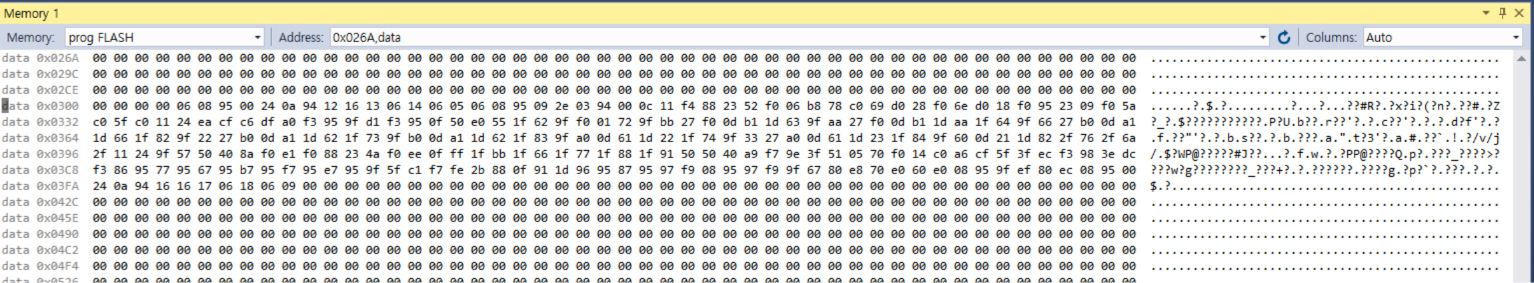 Memory 1
Memory: prog FLASH Address: 0x026A,data Columns: Auto
data 0x026A 00 00 00 00 00 00 00 00 00 00 00 00 00 00 00 00 00 00 00 00 00 00 00 00 00 00 00 00 00 00 00 00 00 00 00 00 00 00 00 00 00 00 00 00 00 00 00 00 00 00 ..................................................
data 0x029C 00 00 00 00 00 00 00 00 00 00 00 00 00 00 00 00 00 00 00 00 00 00 00 00 00 00 00 00 00 00 00 00 00 00 00 00 00 00 00 00 00 00 00 00 00 00 00 00 00 00 ..................................................
data 0x02CE 00 00 00 00 00 00 00 00 00 00 00 00 00 00 00 00 00 00 00 00 00 00 00 00 00 00 00 00 00 00 00 00 00 00 00 00 00 00 00 00 00 00 00 00 00 00 00 00 00 00 ..................................................
data 0x0300 00 00 00 00 06 08 95 00 24 0a 94 12 16 13 06 14 06 05 06 08 95 09 2e 03 94 00 0c 11 f4 88 23 52 f0 06 b8 78 c0 69 d0 28 f0 6e d0 18 f0 95 23 09 f0 5a ......?.$.?.........?...?...??#R?.?x?i?(?n?.??#.?Z
data 0x0332 c0 5f c0 11 24 ea cf c6 df a0 f3 95 9f d1 f3 95 0f 50 e0 55 1f 62 9f f0 01 72 9f bb 27 f0 0d b1 1d 63 9f aa 27 f0 0d b1 1d aa 1f 64 9f 66 27 b0 0d a1 ?_?.$???????????.P?U.b??.r??'?.?.c??'?.?.?.d?f'?.?
data 0x0364 1d 66 1f 82 9f 22 27 b0 0d a1 1d 62 1f 73 9f b0 0d a1 1d 62 1f 83 9f a0 0d 61 1d 22 1f 74 9f 33 27 a0 0d 61 1d 23 1f 84 9f 60 0d 21 1d 82 2f 76 2f 6a .f.??"'?.?.b.s??.?.b.???.a.".t?3'?.a.#.??`.!.?/v/j
data 0x0396 2f 11 24 9f 57 50 40 8a f0 e1 f0 88 23 4a f0 ee 0f ff 1f bb 1f 66 1f 77 1f 88 1f 91 50 50 40 a9 f7 9e 3f 51 05 70 f0 14 c0 a6 cf 5f 3f ec f3 98 3e dc /.$?WP@?????#J??...?.f.w.?.?PP@????Q.p?.???_????>?
data 0x03C8 f3 86 95 77 95 67 95 b7 95 f7 95 e7 95 9f 5f c1 f7 fe 2b 88 0f 91 1d 96 95 87 95 97 f9 08 95 97 f9 9f 67 80 e8 70 e0 60 e0 08 95 9f ef 80 ec 08 95 00 ???w?g????????_???+?.?.??????.????g.?p?`?.???.?.?.
data 0x03FA 24 0a 94 16 16 17 06 18 06 09 00 00 00 00 00 00 00 00 00 00 00 00 00 00 00 00 00 00 00 00 00 00 00 00 00 00 00 00 00 00 00 00 00 00 00 00 00 00 00 00 $.?...............................................
data 0x042C 00 00 00 00 00 00 00 00 00 00 00 00 00 00 00 00 00 00 00 00 00 00 00 00 00 00 00 00 00 00 00 00 00 00 00 00 00 00 00 00 00 00 00 00 00 00 00 00 00 00 ..................................................
data 0x045E 00 00 00 00 00 00 00 00 00 00 00 00 00 00 00 00 00 00 00 00 00 00 00 00 00 00 00 00 00 00 00 00 00 00 00 00 00 00 00 00 00 00 00 00 00 00 00 00 00 00 ..................................................
data 0x0490 00 00 00 00 00 00 00 00 00 00 00 00 00 00 00 00 00 00 00 00 00 00 00 00 00 00 00 00 00 00 00 00 00 00 00 00 00 00 00 00 00 00 00 00 00 00 00 00 00 00 ..................................................
data 0x04C2 00 00 00 00 00 00 00 00 00 00 00 00 00 00 00 00 00 00 00 00 00 00 00 00 00 00 00 00 00 00 00 00 00 00 00 00 00 00 00 00 00 00 00 00 00 00 00 00 00 00 ..................................................
data 0x04F4 00 00 00 00 00 00 00 00 00 00 00 00 00 00 00 00 00 00 00 00 00 00 00 00 00 00 00 00 00 00 00 00 00 00 00 00 00 00 00 00 00 00 00 00 00 00 00 00 00 00 ..................................................